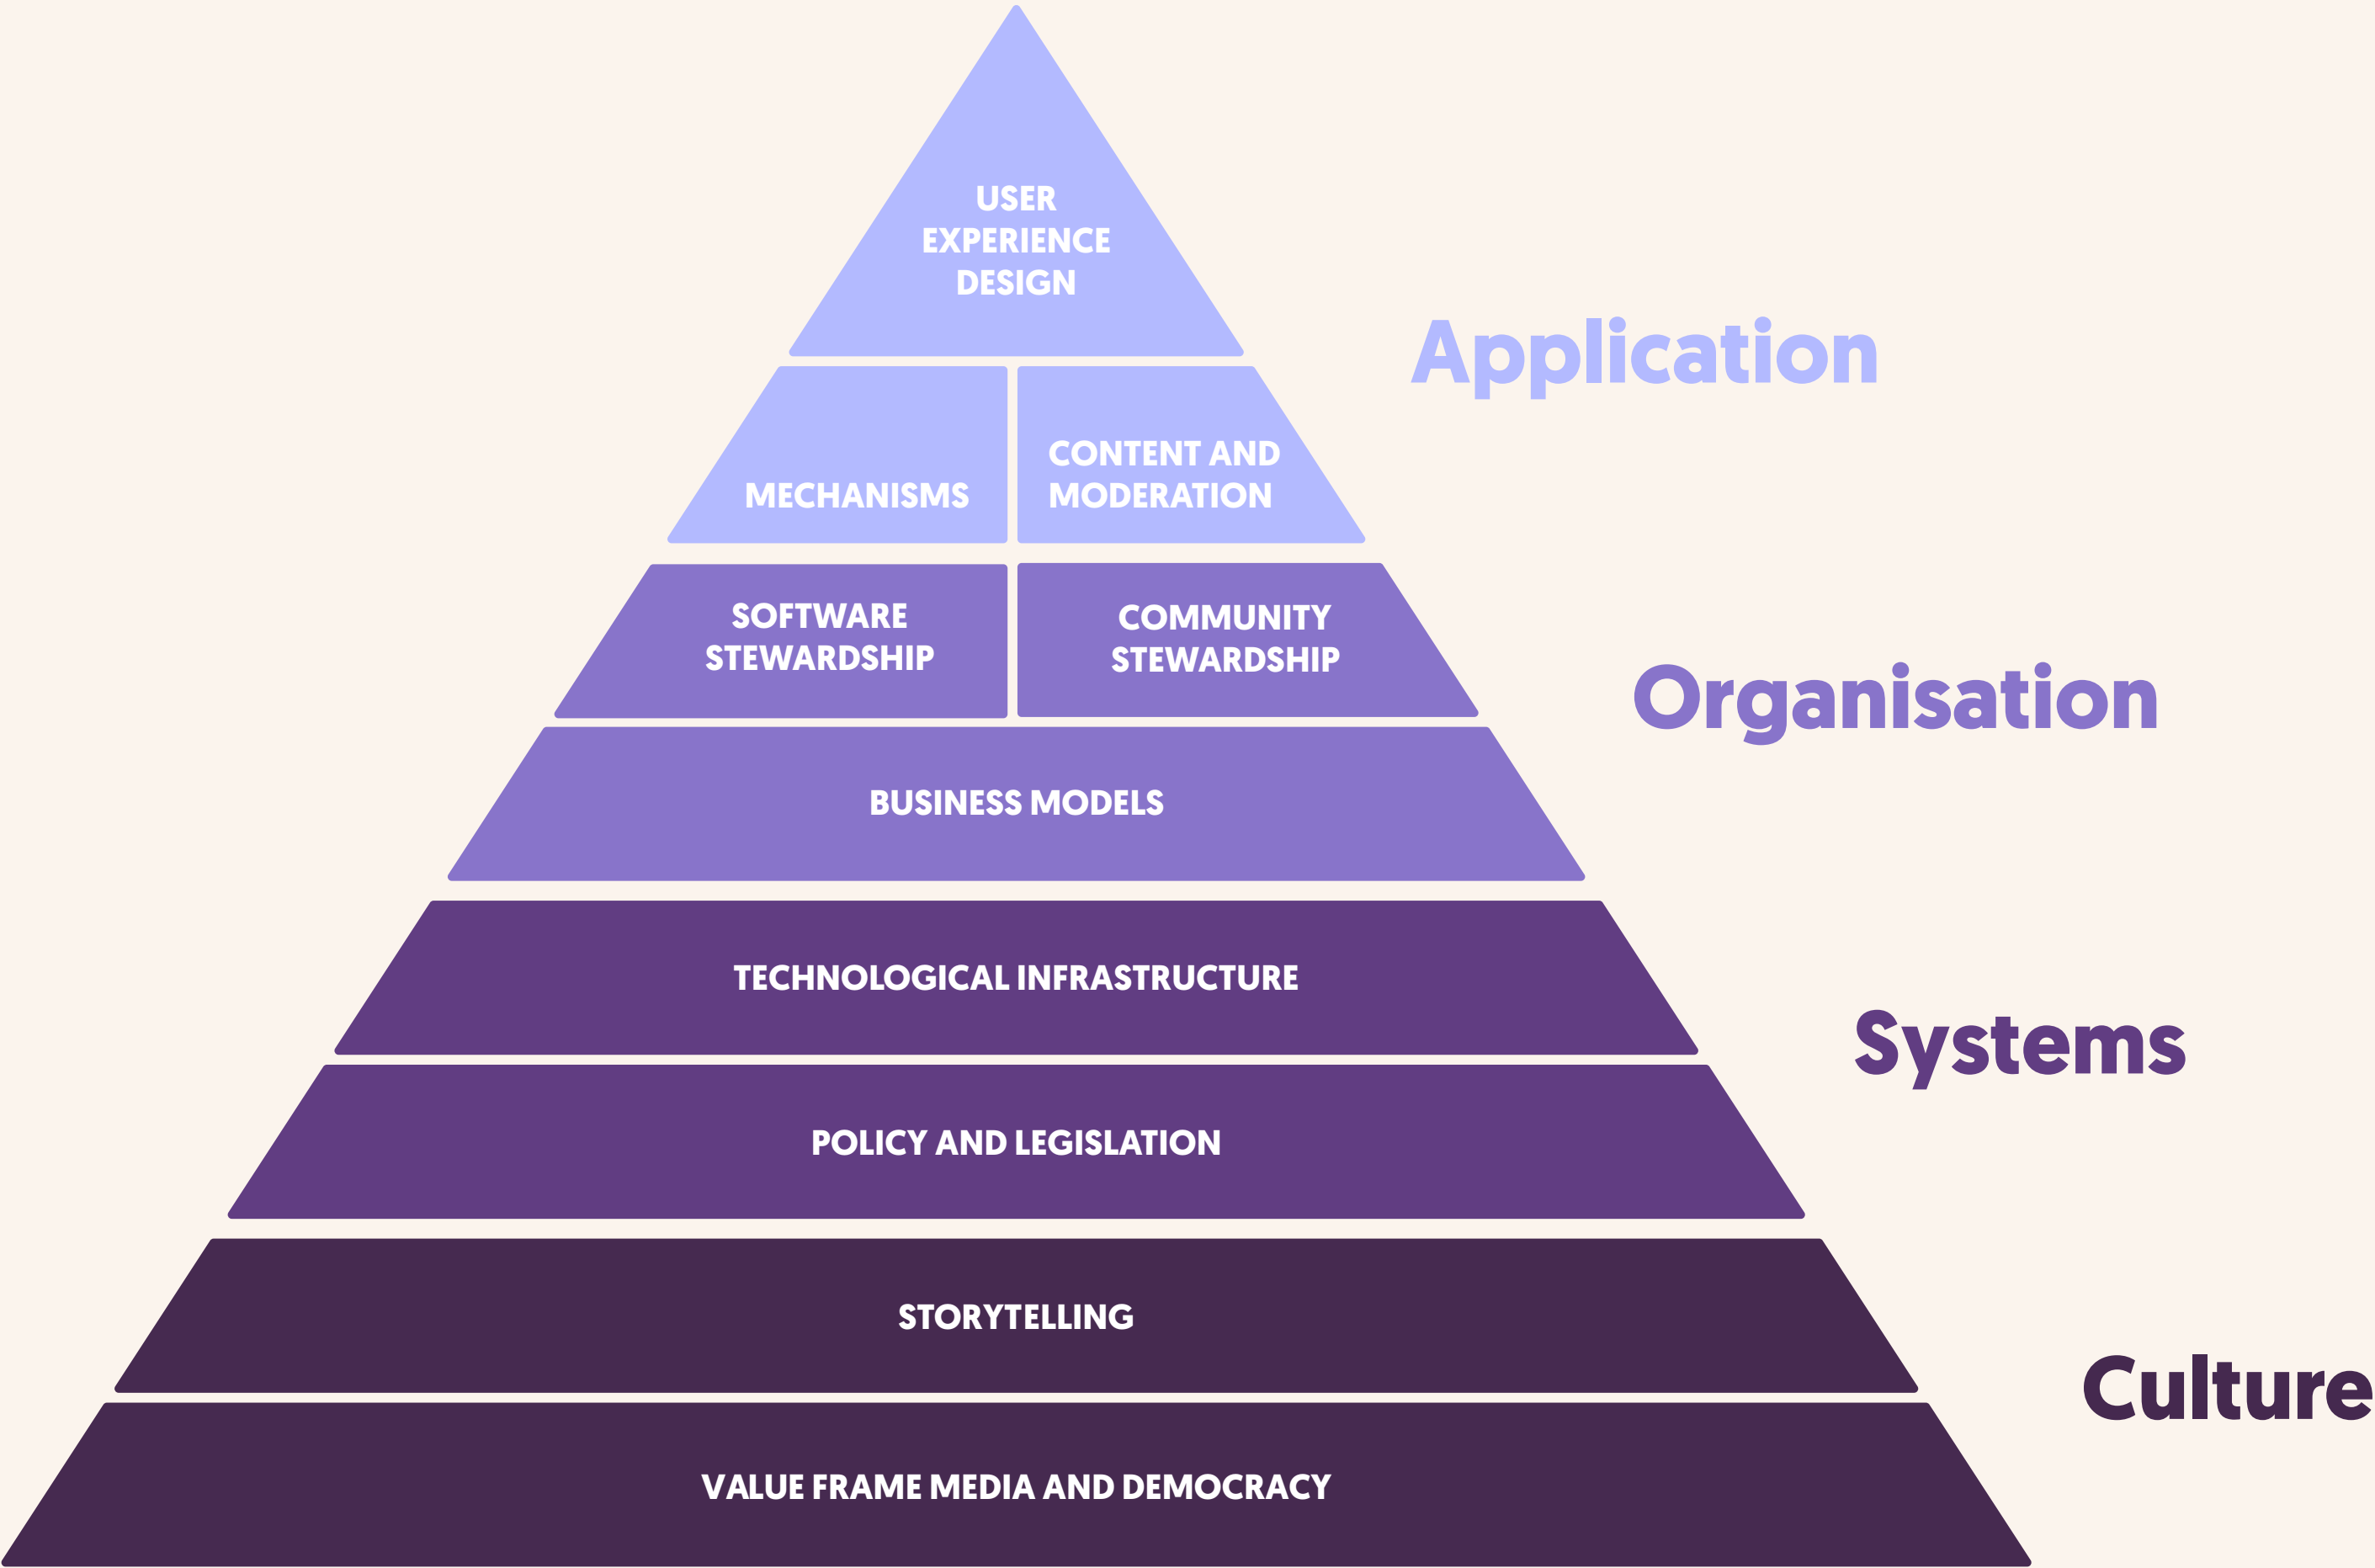 USER
EXPERIENCE
DESIGN
Application
MECHANISMS
CONTENT AND
MODERATION
SOFTWARE
STEWARDSHIP
COMMUNITY
STEWARDSHIP
Organisation
BUSINESS MODELS
TECHNOLOGICAL INFRASTRUCTURE
Systems
POLICY AND LEGISLATION
STORYTELLING
Culture
VALUE FRAME MEDIA AND DEMOCRACY